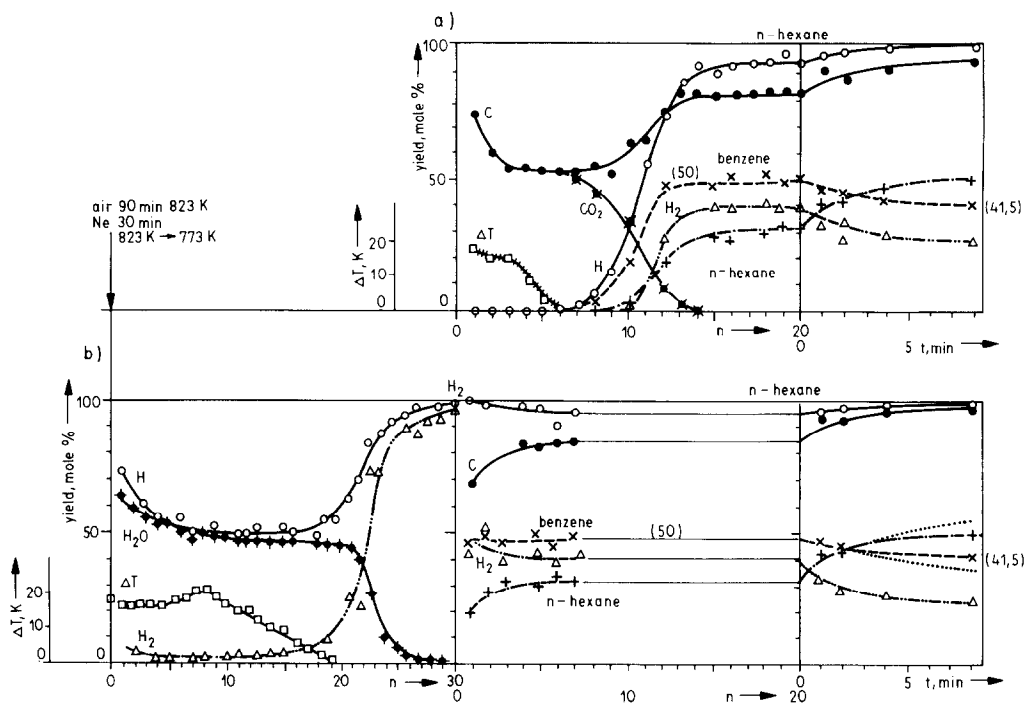 a)
n-hexane
100
50
0
yield, mole %
C
CO₂
H
(50)
benzene
H₂
n-hexane
(41,5)
ΔT
20
10
0
ΔT, K
0
10
n
20
0
5 t, min
air 90 min 823 K
Ne 30 min
823 K → 773 K
b)
H₂
n-hexane
100
50
0
yield, mole %
H
H₂O
ΔT
H₂
20
10
0
ΔT, K
C
benzene
(50)
H₂
n-hexane
(41,5)
0
10
20
n
30
0
10
n
20
0
5 t, min